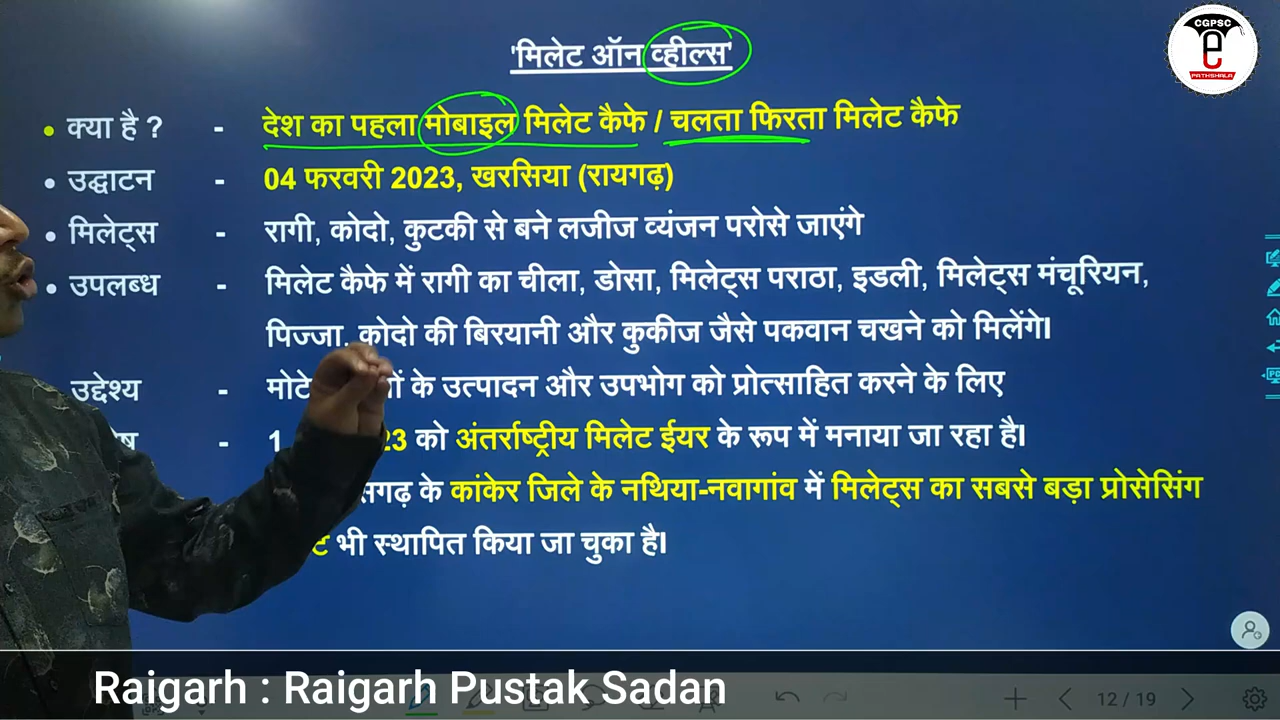 CGPSC
e
PATHSHALA
'मिलेट ऑन व्हील्स'
• क्या है ? - देश का पहला मोबाइल मिलेट कैफे / चलता फिरता मिलेट कैफे
• उद्घाटन - 04 फरवरी 2023, खरसिया (रायगढ़)
• मिलेट्स - रागी, कोदो, कुटकी से बने लजीज व्यंजन परोसे जाएंगे
• उपलब्ध - मिलेट कैफे में रागी का चीला, डोसा, मिलेट्स पराठा, इडली, मिलेट्स मंचूरियन,
पिज्जा, कोदो की बिरयानी और कुकीज जैसे पकवान चखने को मिलेंगे।
उद्देश्य - मोटे के उत्पादन और उपभोग को प्रोत्साहित करने के लिए
- 1 23 को अंतर्राष्ट्रीय मिलेट ईयर के रूप में मनाया जा रहा है।
के कांकेर जिले के नथिया-नवागांव में मिलेट्स का सबसे बड़ा प्रोसेसिंग
भी स्थापित किया जा चुका है।
Raigarh : Raigarh Pustak Sadan
12 / 19